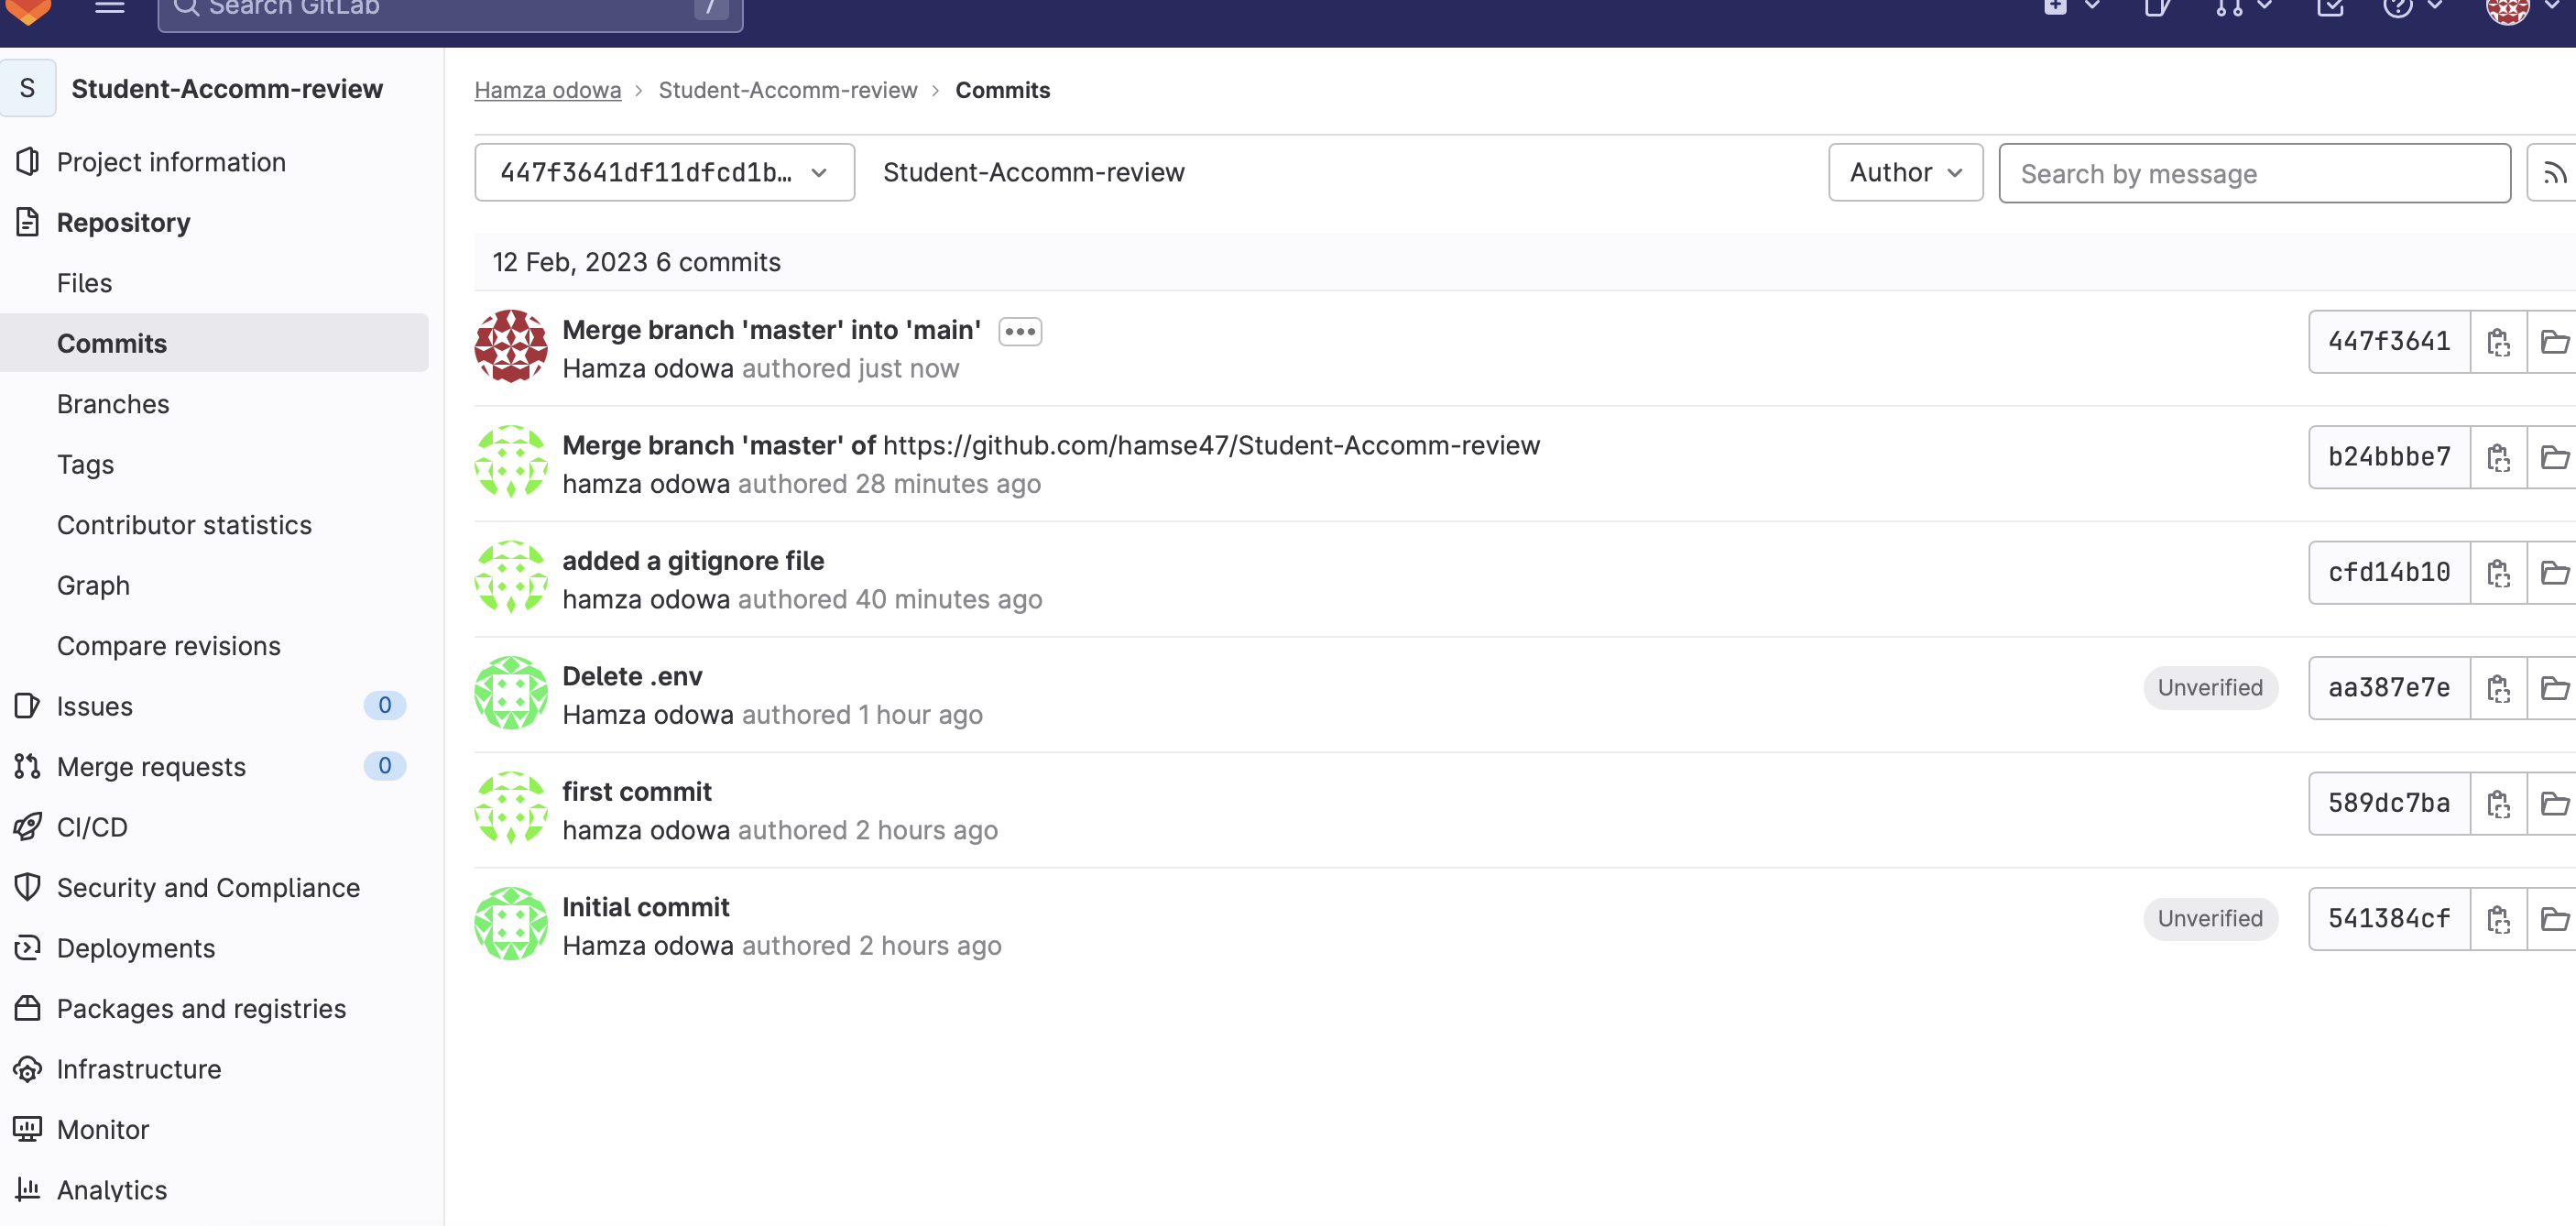 Search GitLab /
S Student-Accomm-review
Project information
Repository
Files
Commits
Branches
Tags
Contributor statistics
Graph
Compare revisions
Issues 0
Merge requests 0
CI/CD
Security and Compliance
Deployments
Packages and registries
Infrastructure
Monitor
Analytics
Hamza odowa > Student-Accomm-review > Commits
447f3641df11dfcd1b… Student-Accomm-review Author Search by message
12 Feb, 2023 6 commits
Merge branch 'master' into 'main' 447f3641
Hamza odowa authored just now
Merge branch 'master' of https://github.com/hamse47/Student-Accomm-review b24bbbe7
hamza odowa authored 28 minutes ago
added a gitignore file cfd14b10
hamza odowa authored 40 minutes ago
Delete .env Unverified aa387e7e
Hamza odowa authored 1 hour ago
first commit 589dc7ba
hamza odowa authored 2 hours ago
Initial commit Unverified 541384cf
Hamza odowa authored 2 hours ago